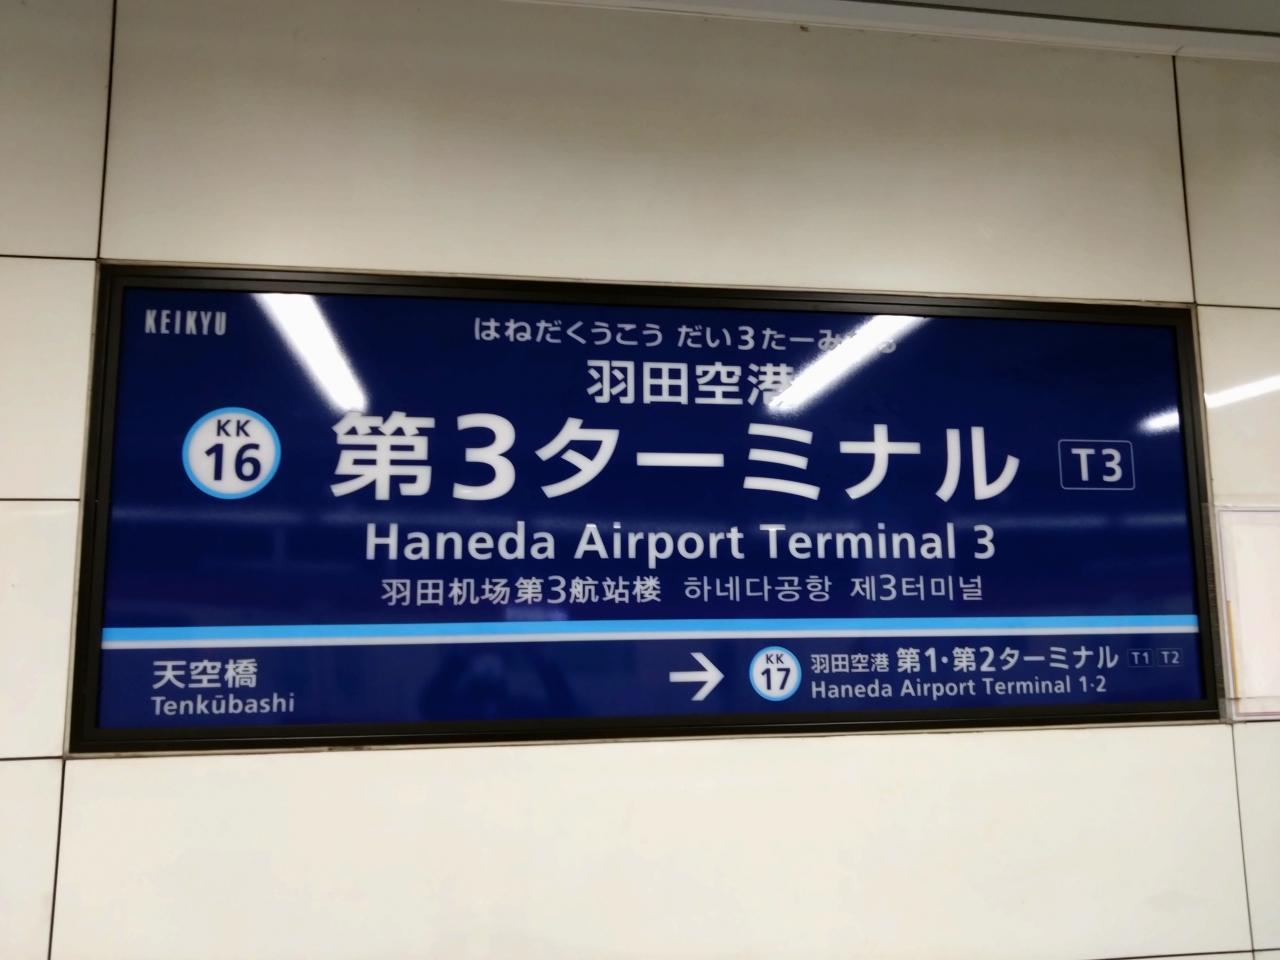 KEIKYU
はねだくうこう だい3たーみ
羽田空港
KK
16
第3ターミナル
T3
Haneda Airport Terminal 3
羽田机场第3航站楼 하네다공항 제3터미널
天空橋
Tenkūbashi
→
KK
17
羽田空港 第1·第2ターミナル T1 T2
Haneda Airport Terminal 1·2